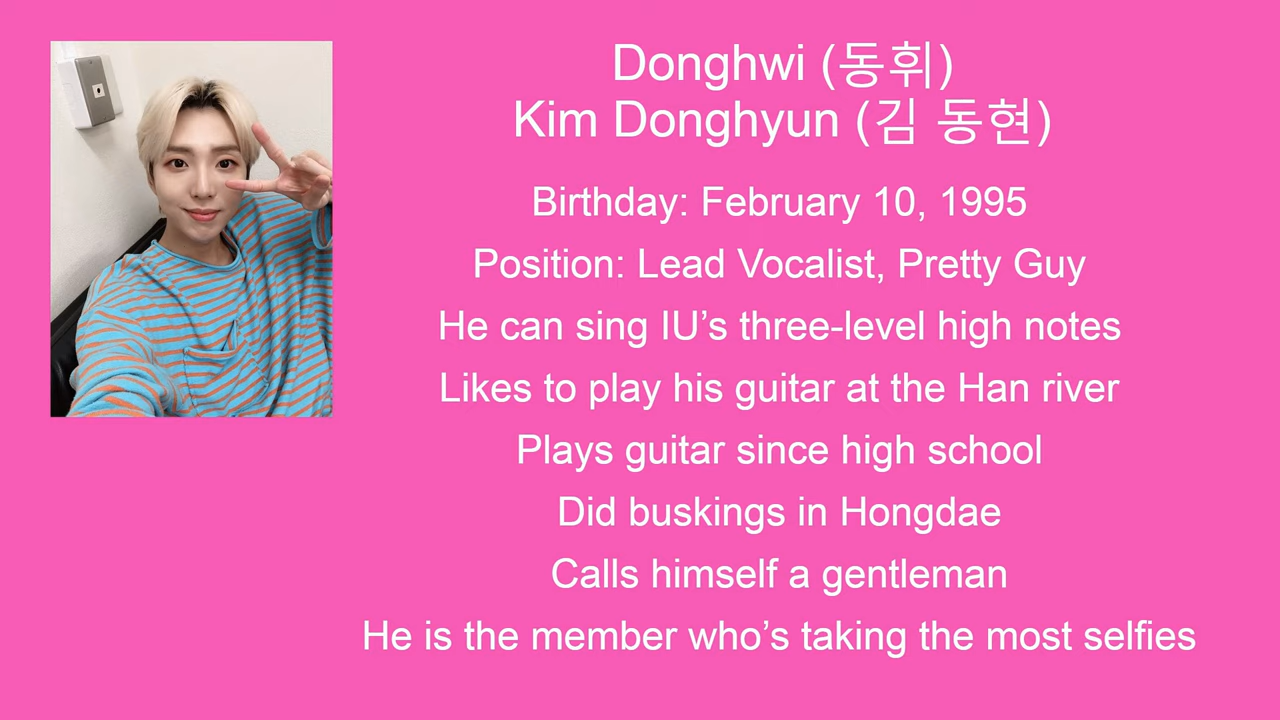 Donghwi (동휘)
Kim Donghyun (김 동현)
Birthday: February 10, 1995
Position: Lead Vocalist, Pretty Guy
He can sing IU’s three-level high notes
Likes to play his guitar at the Han river
Plays guitar since high school
Did buskings in Hongdae
Calls himself a gentleman
He is the member who’s taking the most selfies